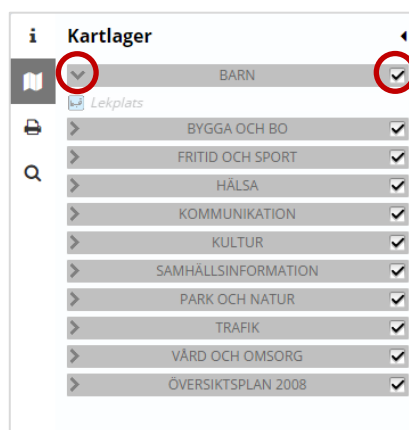 i Kartlager
BARN
Lekplats
BYGGA OCH BO
FRITID OCH SPORT
HÄLSA
KOMMUNIKATION
KULTUR
SAMHÄLLSINFORMATION
PARK OCH NATUR
TRAFIK
VÅRD OCH OMSORG
ÖVERSIKTSPLAN 2008